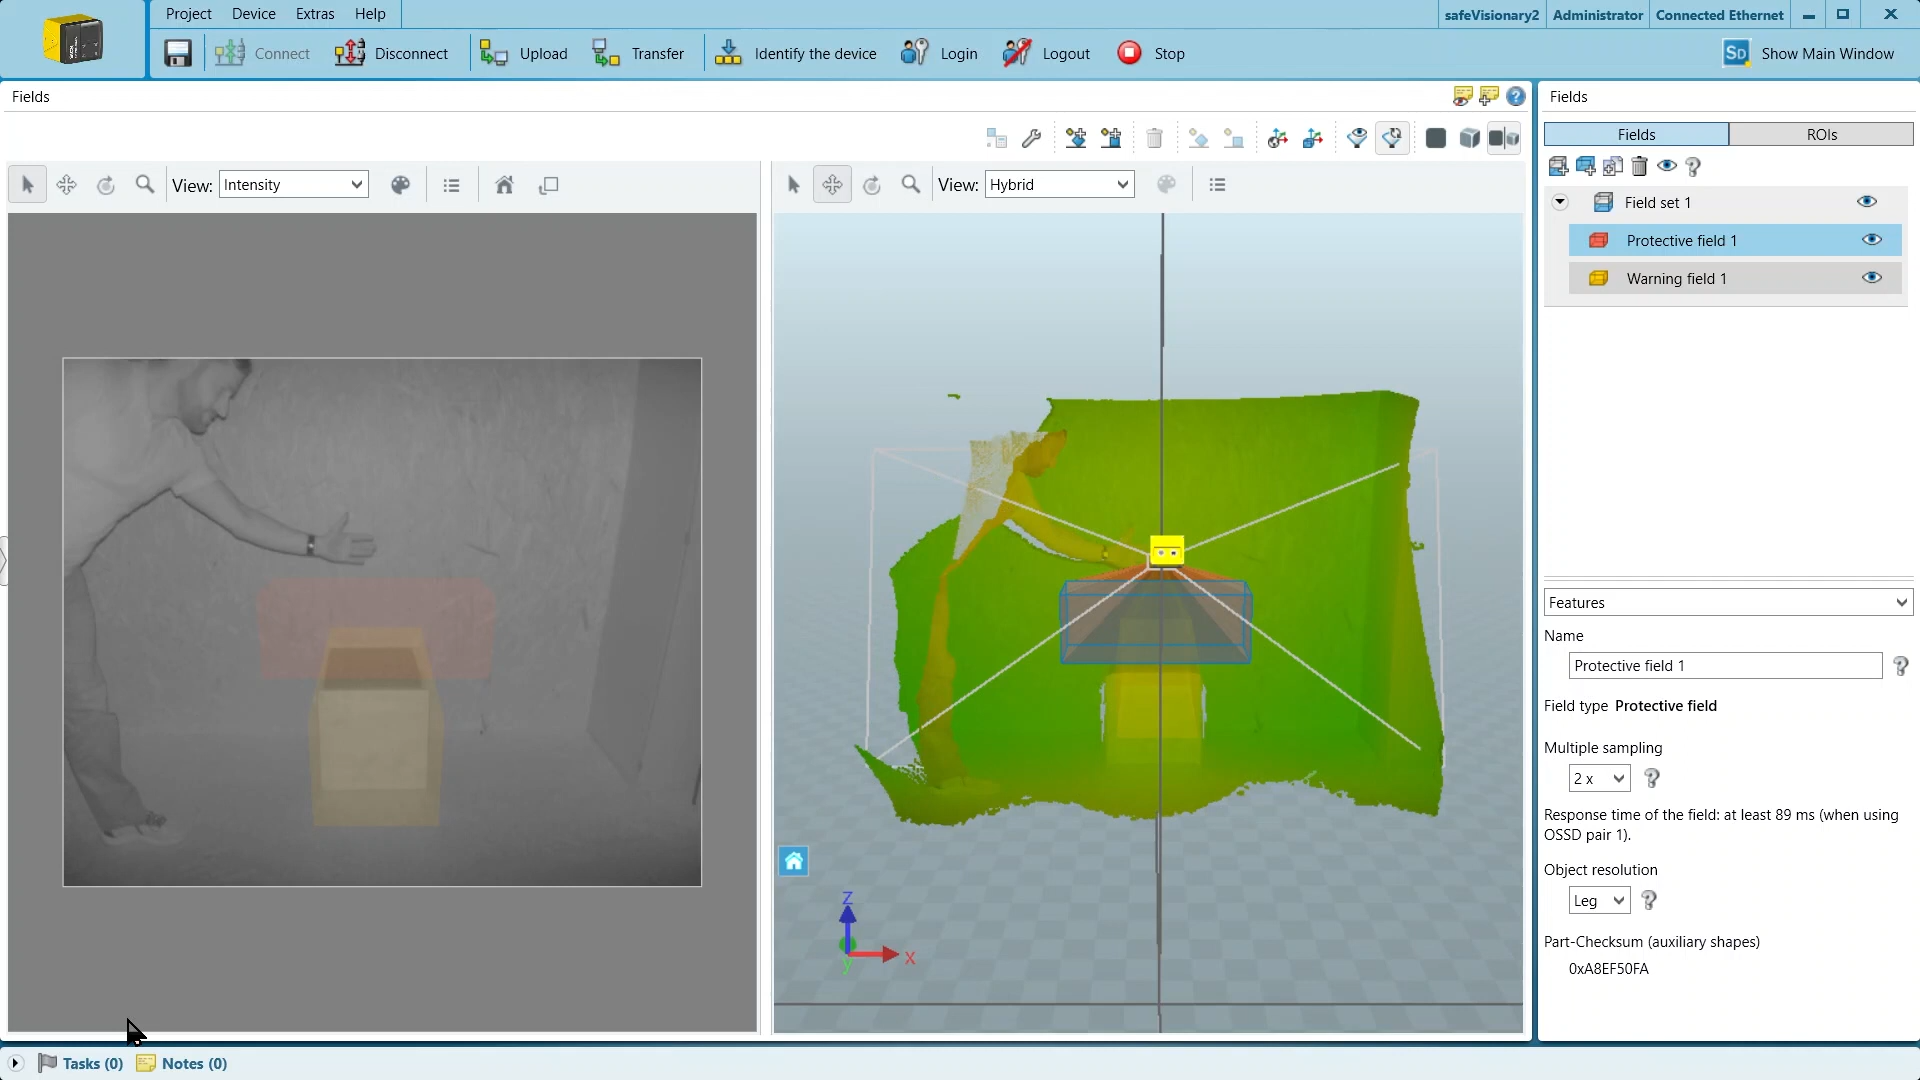 Project Device Extras Help
safeVisionary2 Administrator Connected Ethernet
Connect Disconnect Upload Transfer Identify the device Login Logout Stop
SD Show Main Window
Fields
Fields
Fields ROIs
View: Intensity
View: Hybrid
Field set 1
Protective field 1
Warning field 1
Features
Name
Protective field 1
Field type Protective field
Multiple sampling
2 x
Response time of the field: at least 89 ms (when using
OSSD pair 1).
Object resolution
Leg
Part-Checksum (auxiliary shapes)
0xA8EF50FA
z
x
y
Tasks (0) Notes (0)